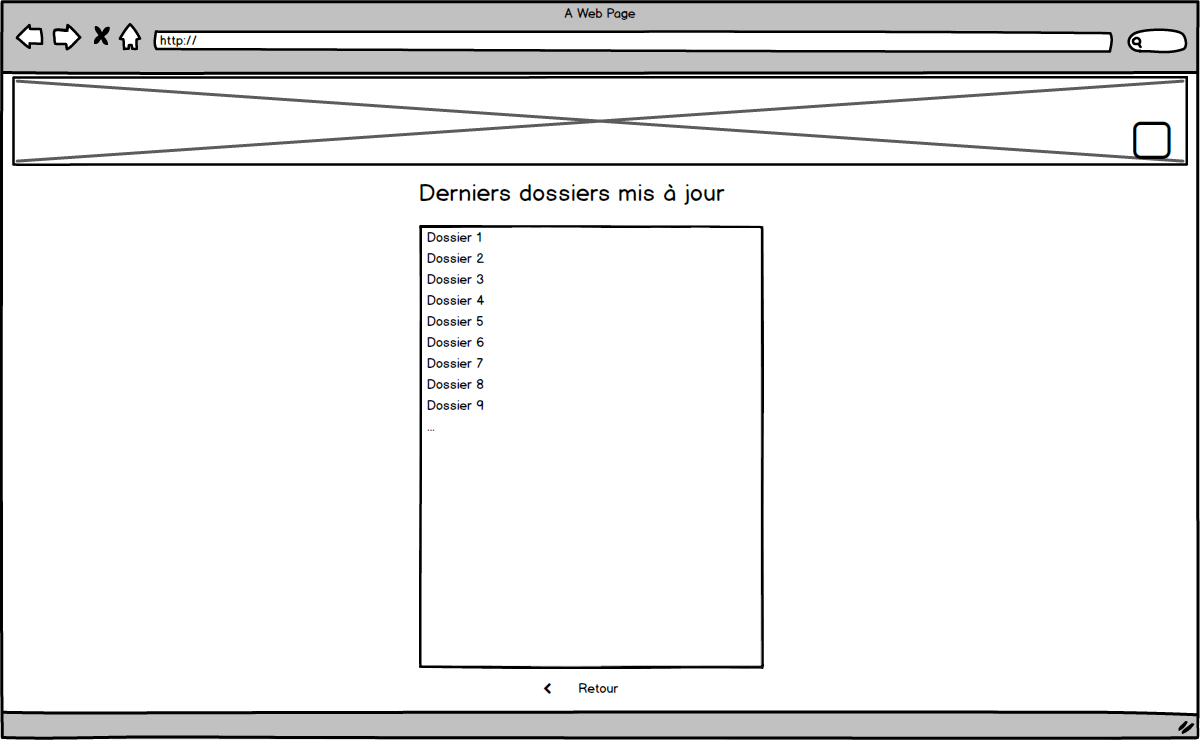 A Web Page
http://
Derniers dossiers mis à jour
Dossier 1
Dossier 2
Dossier 3
Dossier 4
Dossier 5
Dossier 6
Dossier 7
Dossier 8
Dossier 9
...
Retour